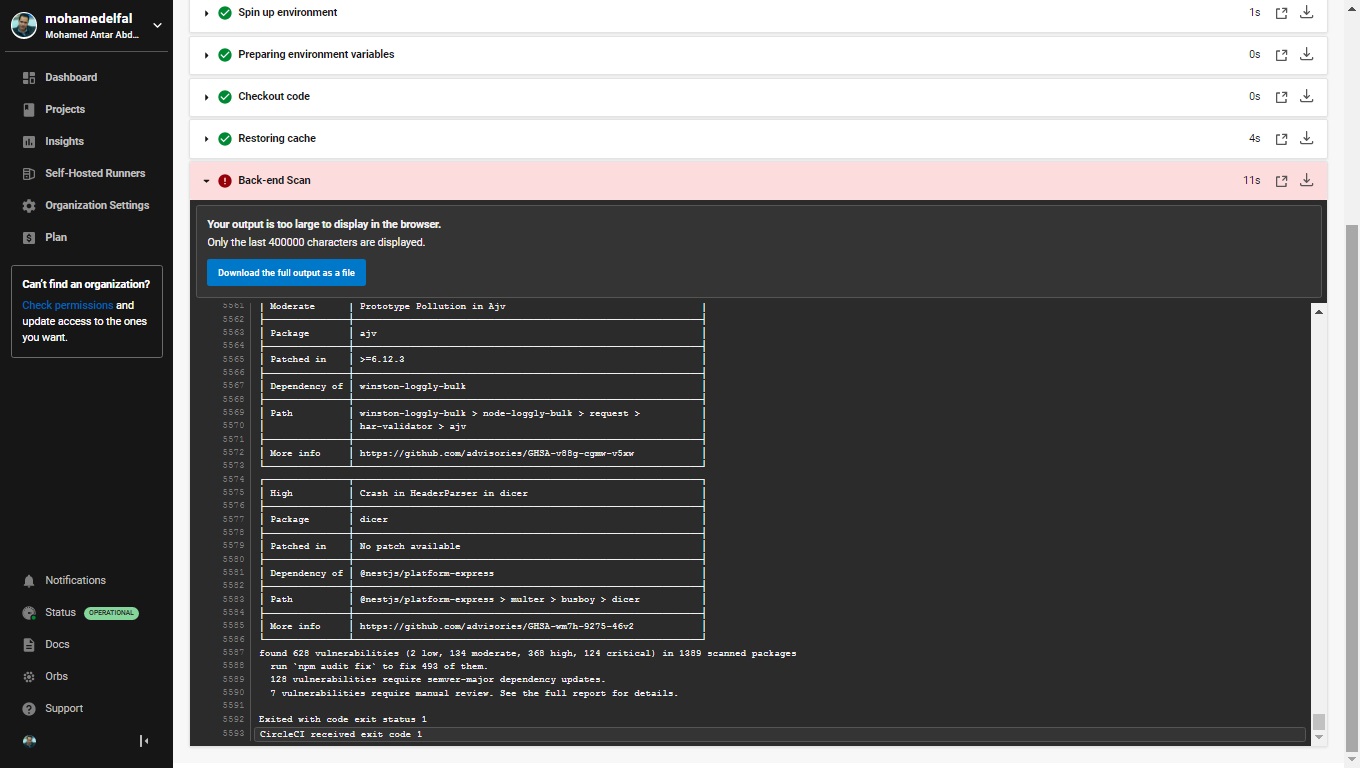 mohamedelfal
Mohamed Antar Abd...
Dashboard
Projects
Insights
Self-Hosted Runners
Organization Settings
Plan
Can't find an organization?
Check permissions and
update access to the ones
you want.
Notifications
Status OPERATIONAL
Docs
Orbs
Support
Spin up environment 1s
Preparing environment variables 0s
Checkout code 0s
Restoring cache 4s
Back-end Scan 11s
Your output is too large to display in the browser.
Only the last 400000 characters are displayed.
Download the full output as a file
5561 Moderate Prototype Pollution in Ajv
5562
5563 Package ajv
5564
5565 Patched in >=6.12.3
5566
5567 Dependency of winston-loggly-bulk
5568
5569 Path winston-loggly-bulk > node-loggly-bulk > request >
5570 har-validator > ajv
5571
5572 More info https://github.com/advisories/GHSA-v88g-cgmw-v5xw
5573
5574
5575 High Crash in HeaderParser in dicer
5576
5577 Package dicer
5578
5579 Patched in No patch available
5580
5581 Dependency of @nestjs/platform-express
5582
5583 Path @nestjs/platform-express > multer > busboy > dicer
5584
5585 More info https://github.com/advisories/GHSA-wm7h-9275-46v2
5586
5587 found 628 vulnerabilities (2 low, 134 moderate, 368 high, 124 critical) in 1389 scanned packages
5588 run `npm audit fix` to fix 493 of them.
5589 128 vulnerabilities require semver-major dependency updates.
5590 7 vulnerabilities require manual review. See the full report for details.
5591
5592 Exited with code exit status 1
5593 CircleCI received exit code 1